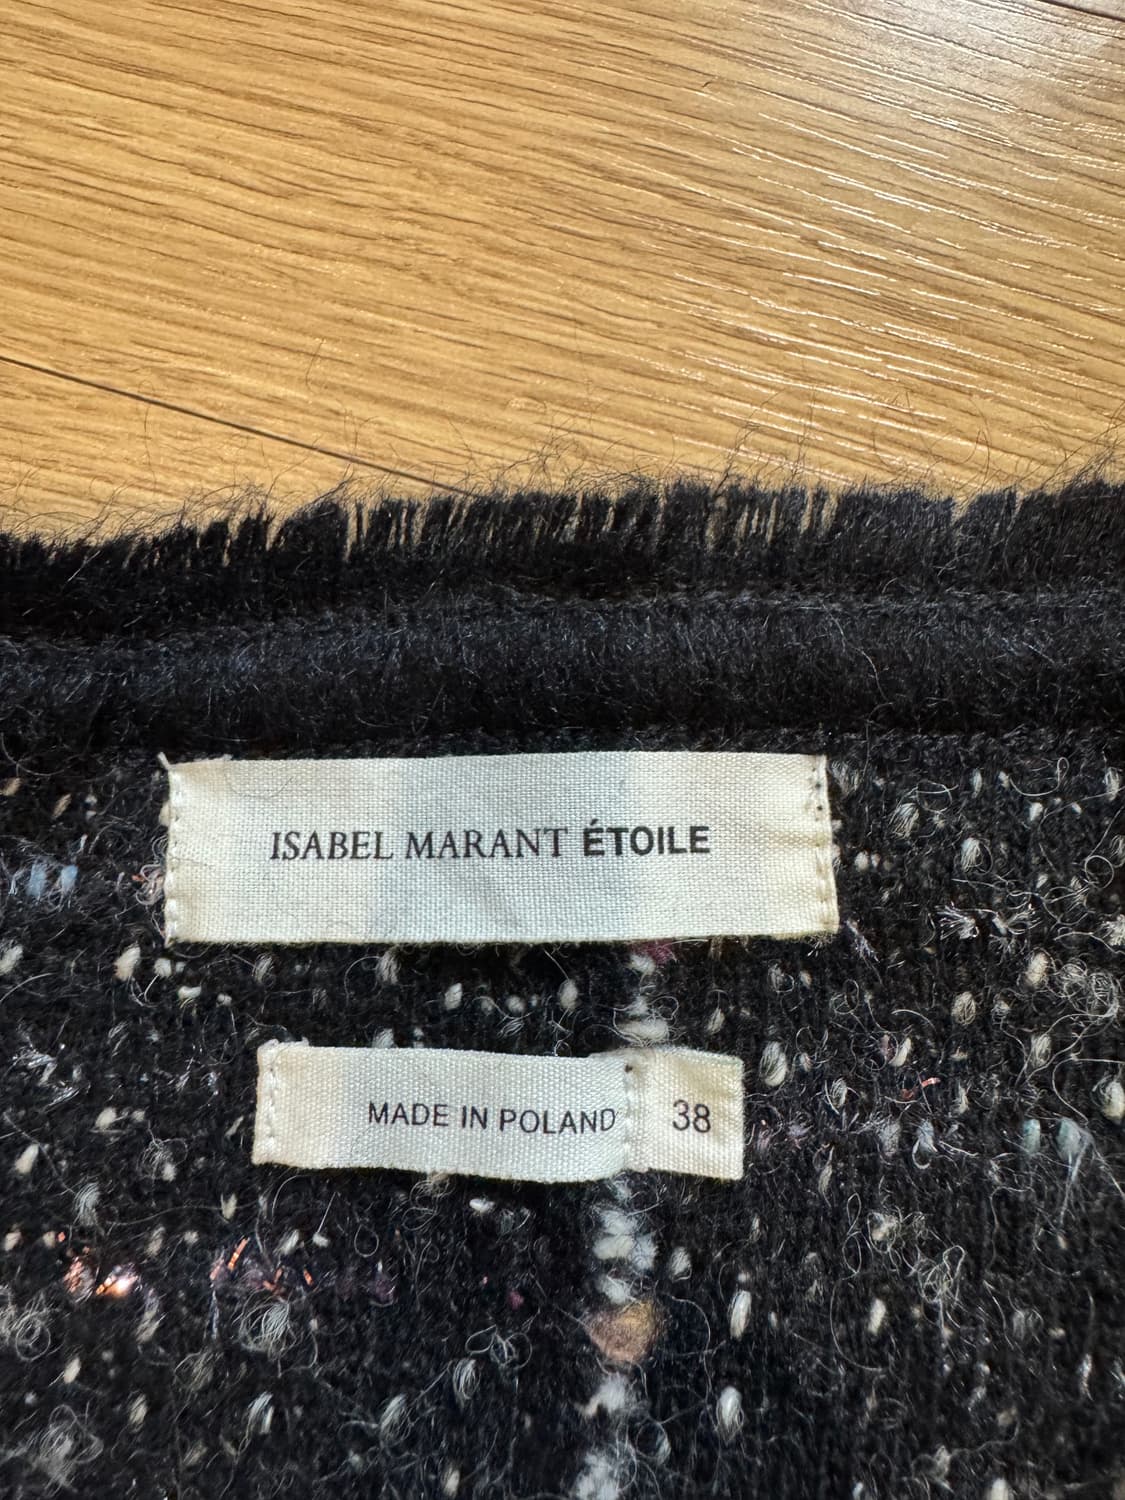 ISABEL MARANT ÉTOILE
MADE IN POLAND 38